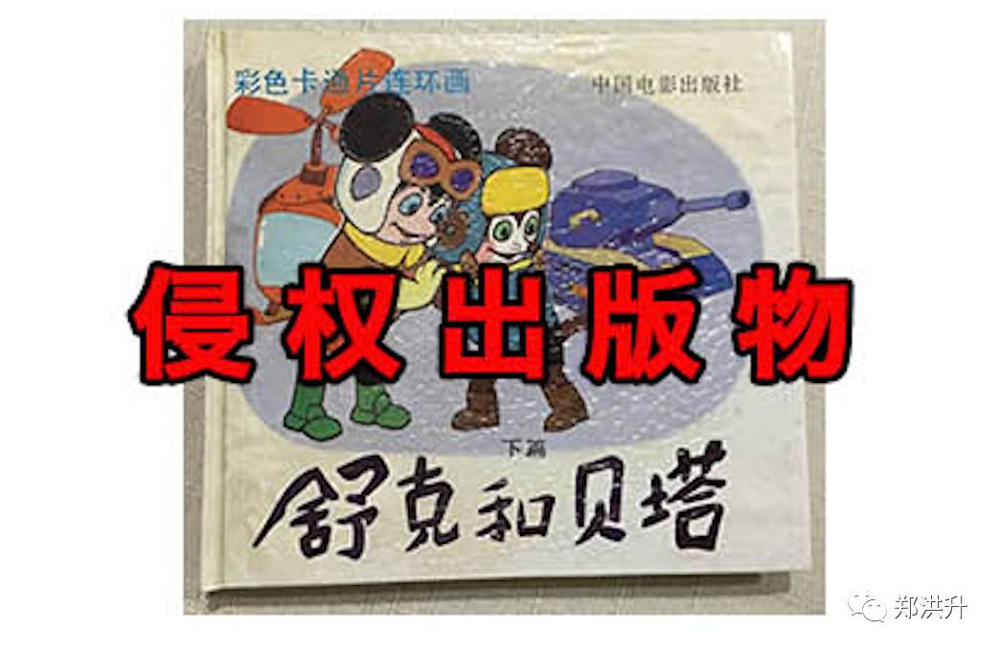 彩色卡通片连环画
中国电影出版社
侵权出版物
下篇
舒克和贝塔
郑洪升